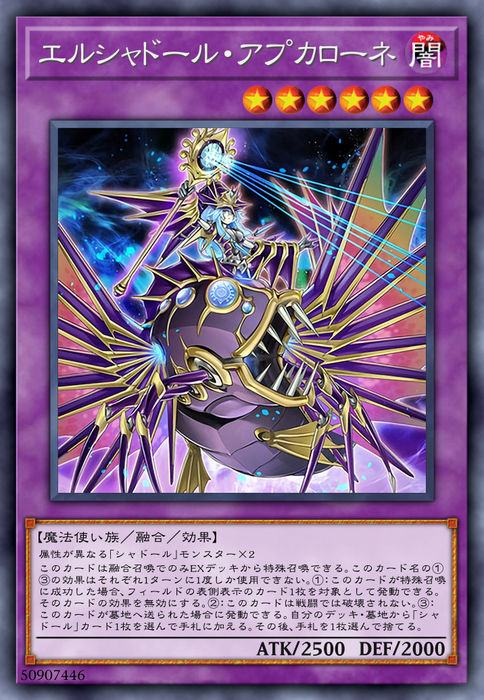 エルシャドール・アプカローネ
やみ
闇
【魔法使い族／融合／効果】
属性が異なる「シャドール」モンスター×2
このカードは融合召喚でのみEXデッキから特殊召喚できる。このカード名の①
③の効果はそれぞれ1ターンに1度しか使用できない。①：このカードが特殊召喚
に成功した場合、フィールドの表側表示のカード1枚を対象として発動できる。
そのカードの効果を無効にする。②：このカードは戦闘では破壊されない。③：
このカードが墓地へ送られた場合に発動できる。自分のデッキ・墓地から「シャ
ドール」カード1枚を選んで手札に加える。その後、手札を1枚選んで捨てる。
ATK/2500 DEF/2000
50907446